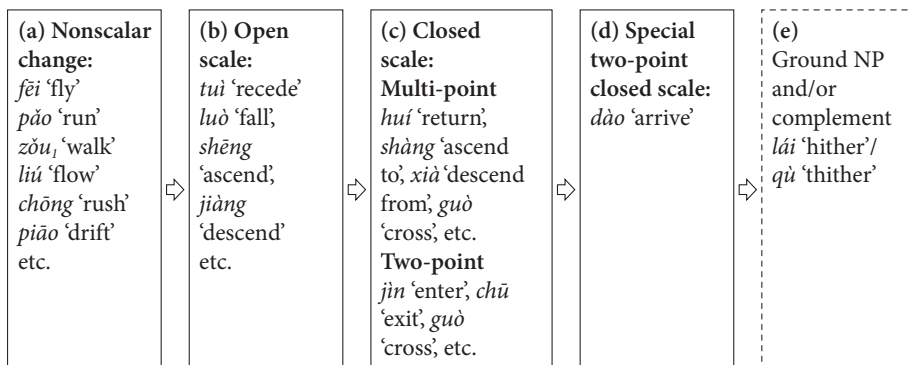 (a) Nonscalar
change:
fēi ‘fly’
pǎo ‘run’
zǒu₁ ‘walk’
liú ‘flow’
chōng ‘rush’
piāo ‘drift’
etc.
(b) Open
scale:
tuì ‘recede’
luò ‘fall’,
shēng
‘ascend’,
jiàng
‘descend’
etc.
(c) Closed
scale:
Multi-point
huí ‘return’,
shàng ‘ascend
to’, xià ‘descend
from’, guò
‘cross’, etc.
Two-point
jìn ‘enter’, chū
‘exit’, guò
‘cross’, etc.
(d) Special
two-point
closed scale:
dào ‘arrive’
(e)
Ground NP
and/or
complement
lái ‘hither’/
qù ‘thither’